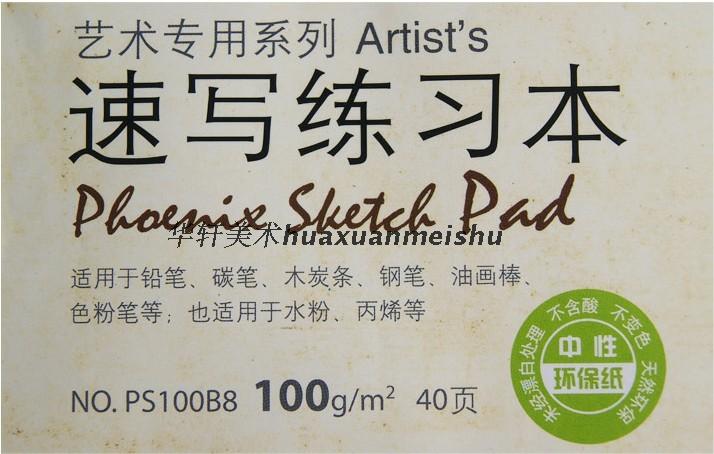 艺术专用系列 Artist's
速写练习本
Phoenix Sketch Pad
华轩美术huaxuanmeishu
适用于铅笔、碳笔、木炭条、钢笔、油画棒、
色粉笔等；也适用于水粉、丙烯等
未经漂白处理 不含酸 不变色 天然环保
中性
环保纸
NO. PS100B8 100g/m² 40页